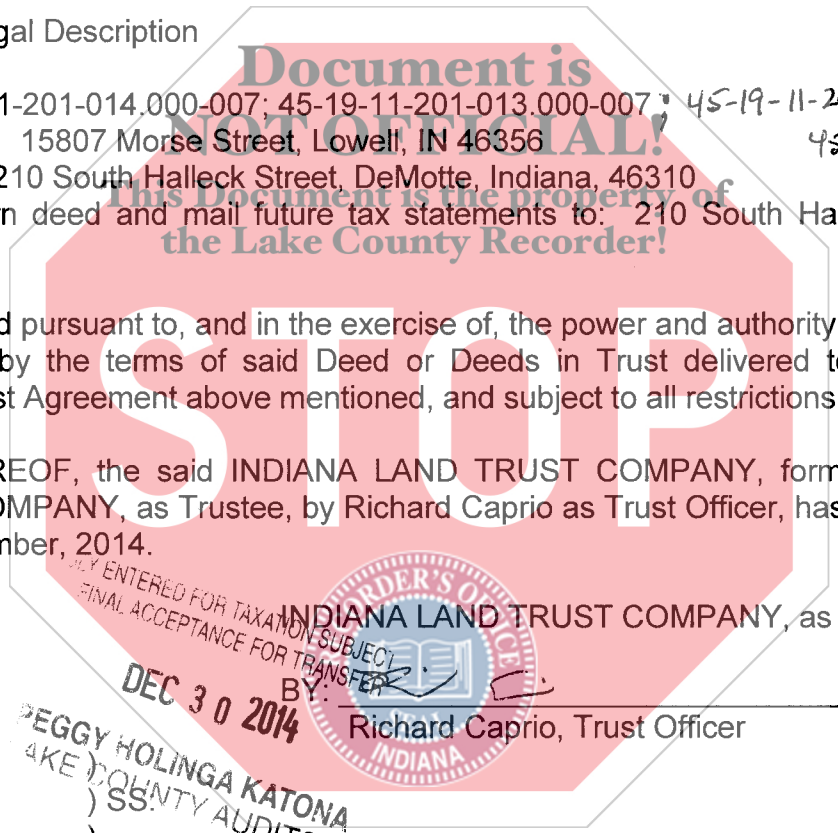 gal Description
Document is
1-201-014.000-007; 45-19-11-201-013.000-007; 45-19-11-2
NOT OFFICIAL!
15807 Morse Street, Lowell, IN 46356
45
210 South Halleck Street, DeMotte, Indiana, 46310
This Document is the property of
n deed and mail future tax statements to: 210 South Ha
the Lake County Recorder!
d pursuant to, and in the exercise of, the power and authority
by the terms of said Deed or Deeds in Trust delivered to
st Agreement above mentioned, and subject to all restrictions
STOP
REOF, the said INDIANA LAND TRUST COMPANY, form
OMPANY, as Trustee, by Richard Caprio as Trust Officer, has
mber, 2014.
ENTERED FOR TAXATION SUBJECT
FINAL ACCEPTANCE FOR TRANSFER
RECORDER'S OFFICE
INDIANA LAND TRUST COMPANY, as
DEC 30 2014
BY:
SEAL
Richard Caprio, Trust Officer
INDIANA
PEGGY HOLINGA KATONA
)
LAKE COUNTY AUDITO
) SS:
)